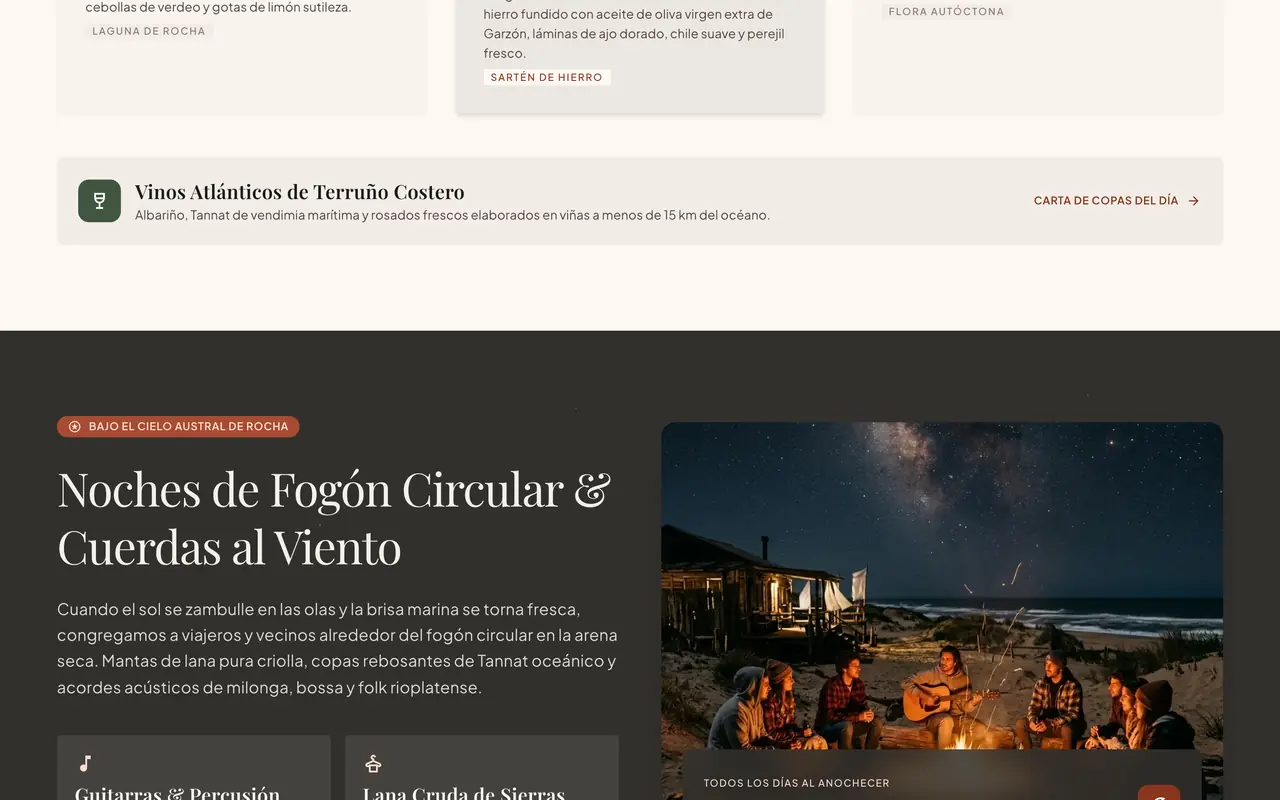 cebollas de verdeo y gotas de limón sutileza.
LAGUNA DE ROCHA
hierro fundido con aceite de oliva virgen extra de
Garzón, láminas de ajo dorado, chile suave y perejil
fresco.
SARTÉN DE HIERRO
FLORA AUTÓCTONA
Vinos Atlánticos de Terruño Costero
Albariño, Tannat de vendimia marítima y rosados frescos elaborados en viñas a menos de 15 km del océano.
CARTA DE COPAS DEL DÍA
BAJO EL CIELO AUSTRAL DE ROCHA
Noches de Fogón Circular &
Cuerdas al Viento
Cuando el sol se zambulle en las olas y la brisa marina se torna fresca,
congregamos a viajeros y vecinos alrededor del fogón circular en la arena
seca. Mantas de lana pura criolla, copas rebosantes de Tannat oceánico y
acordes acústicos de milonga, bossa y folk rioplatense.
Guitarras & Percusión
Lana Cruda de Sierras
TODOS LOS DÍAS AL ANOCHECER